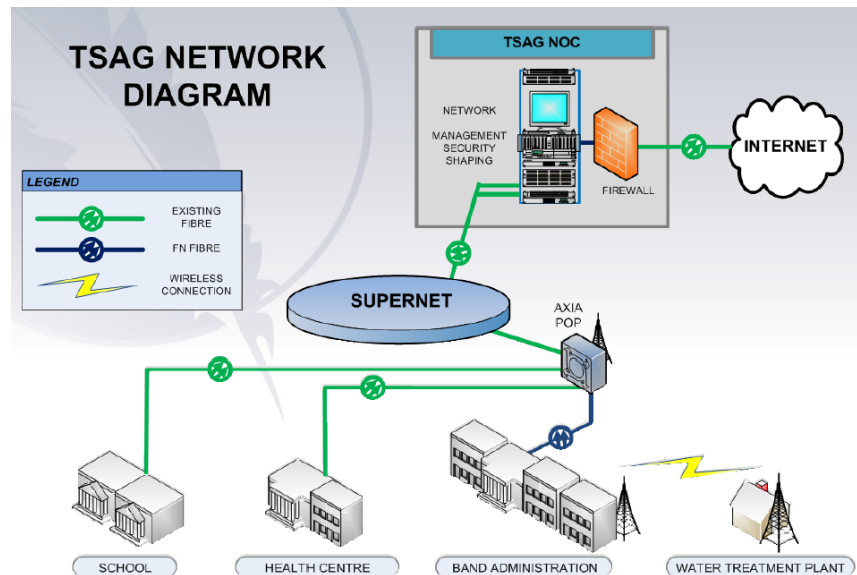 TSAG NETWORK
DIAGRAM
TSAG NOC
NETWORK
MANAGEMENT
SECURITY
SHAPING
FIREWALL
INTERNET
LEGEND
EXISTING
FIBRE
FN FIBRE
WIRELESS
CONNECTION
SUPERNET
AXIA
POP
SCHOOL
HEALTH CENTRE
BAND ADMINISTRATION
WATER TREATMENT PLANT